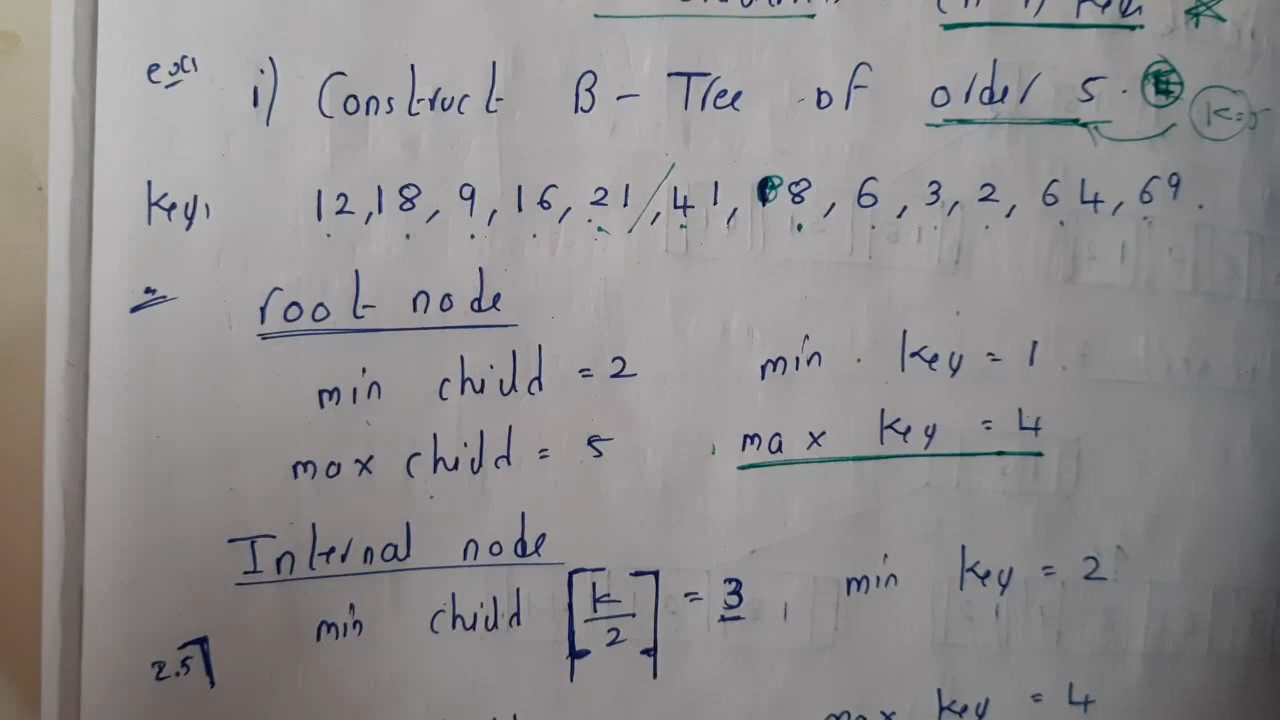 ex:
i) Construct B - Tree of order 5.
K=5
Key, 12, 18, 9, 16, 21 / , 41, 8, 6, 3, 2, 64, 69.
root node
min child = 2 min . key = 1
max child = 5 max key = 4
Internal node
min child ⌈K/2⌉ = 3, min key = 2
2.5⌉
max key = 4